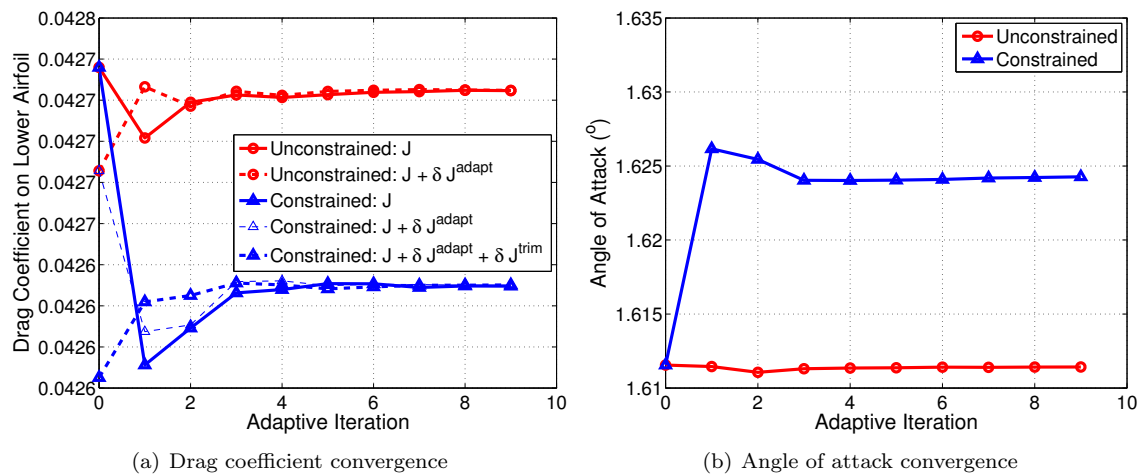 0.0428
0.0427
0.0427
0.0427
0.0427
0.0427
0.0426
0.0426
0.0426
0.0426
Drag Coefficient on Lower Airfoil
0 2 4 6 8 10
Adaptive Iteration
Unconstrained: J
Unconstrained: J + δ J^adapt
Constrained: J
Constrained: J + δ J^adapt
Constrained: J + δ J^adapt + δ J^trim
(a) Drag coefficient convergence
1.635
1.63
1.625
1.62
1.615
1.61
Angle of Attack (°)
0 2 4 6 8 10
Adaptive Iteration
Unconstrained
Constrained
(b) Angle of attack convergence